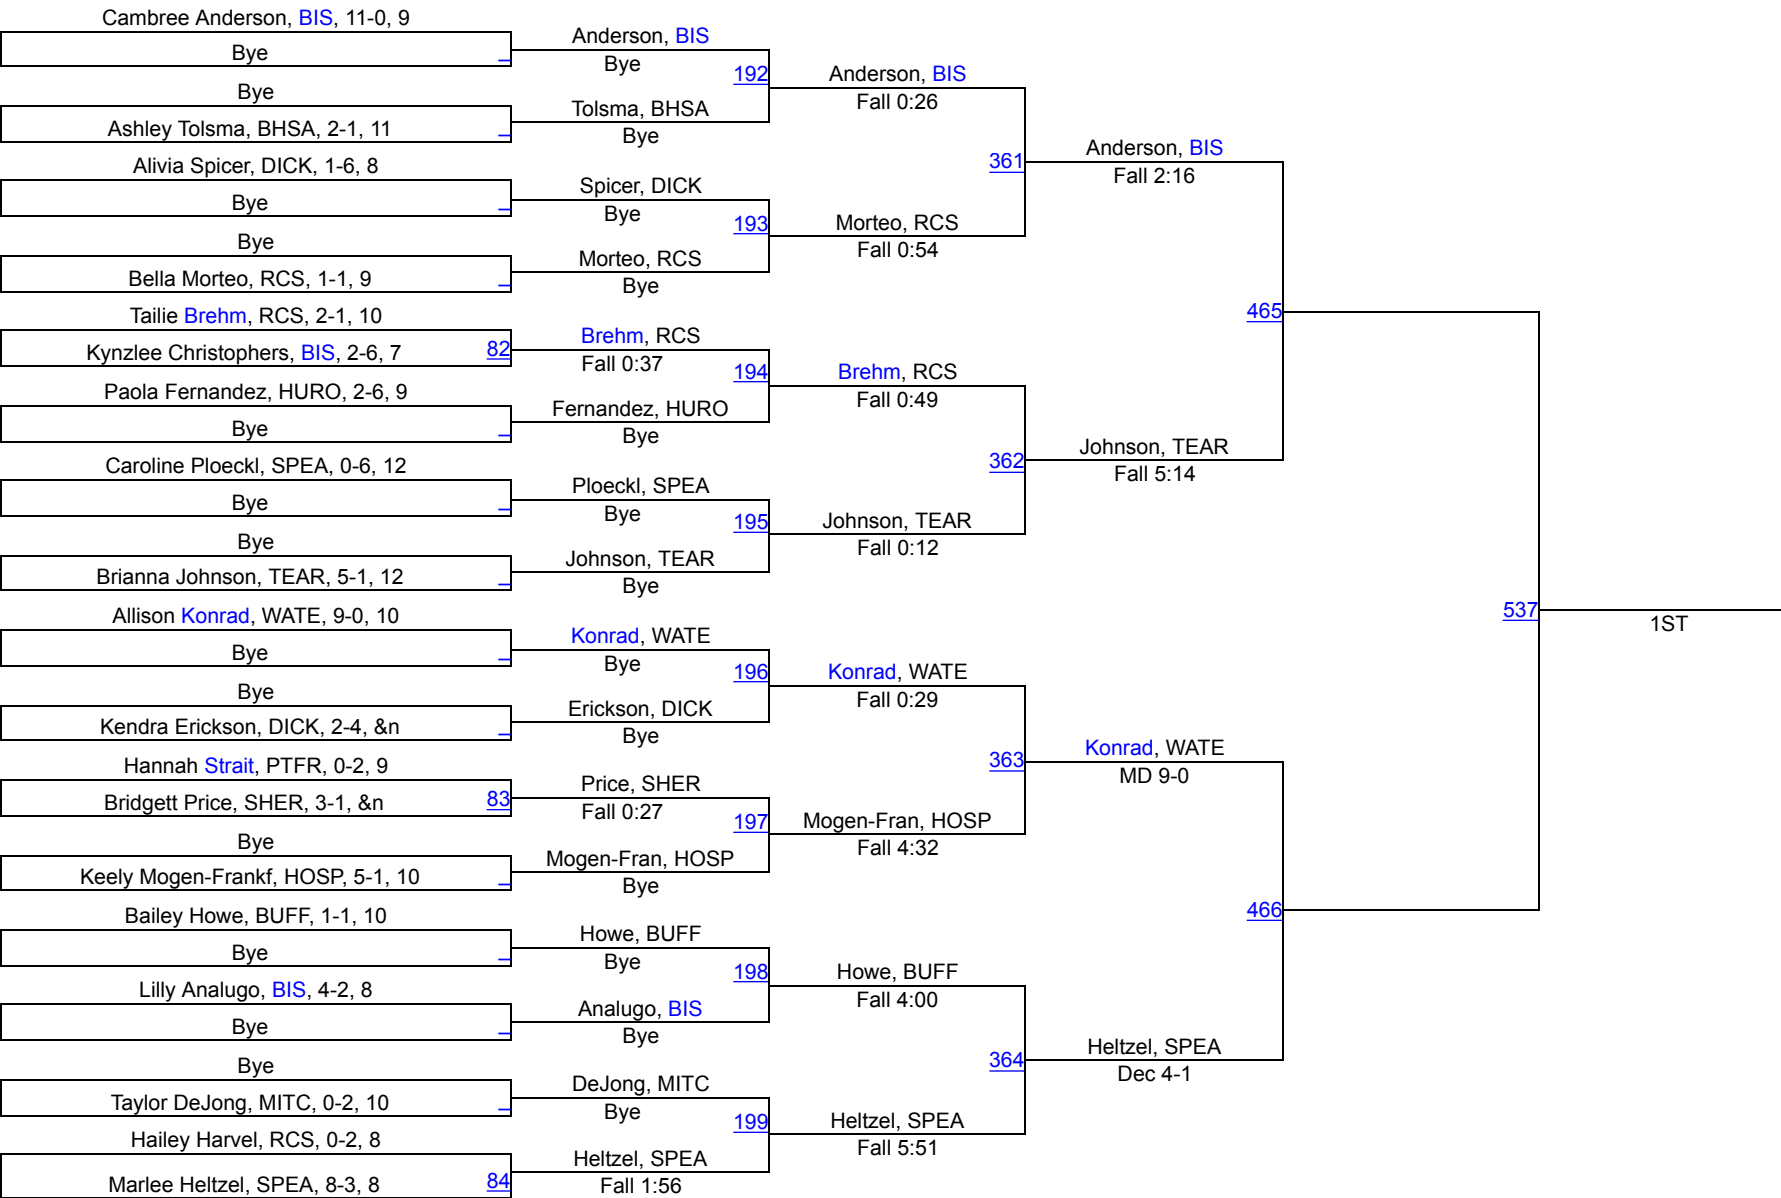 Cambree Anderson, BIS, 11-0, 9
Bye
Bye
Ashley Tolsma, BHSA, 2-1, 11
Alivia Spicer, DICK, 1-6, 8
Bye
Bye
Bella Morteo, RCS, 1-1, 9
Tailie Brehm, RCS, 2-1, 10
Kynzlee Christophers, BIS, 2-6, 7
82
Paola Fernandez, HURO, 2-6, 9
Bye
Caroline Ploeckl, SPEA, 0-6, 12
Bye
Bye
Brianna Johnson, TEAR, 5-1, 12
Allison Konrad, WATE, 9-0, 10
Bye
Bye
Kendra Erickson, DICK, 2-4, &n
Hannah Strait, PTFR, 0-2, 9
Bridgett Price, SHER, 3-1, &n
83
Bye
Keely Mogen-Frankf, HOSP, 5-1, 10
Bailey Howe, BUFF, 1-1, 10
Bye
Lilly Analugo, BIS, 4-2, 8
Bye
Bye
Taylor DeJong, MITC, 0-2, 10
Hailey Harvel, RCS, 0-2, 8
Marlee Heltzel, SPEA, 8-3, 8
84
Anderson, BIS
Bye
192
Tolsma, BHSA
Bye
Spicer, DICK
Bye
193
Morteo, RCS
Bye
Brehm, RCS
Fall 0:37
194
Fernandez, HURO
Bye
Ploeckl, SPEA
Bye
195
Johnson, TEAR
Bye
Konrad, WATE
Bye
196
Erickson, DICK
Bye
Price, SHER
Fall 0:27
197
Mogen-Fran, HOSP
Bye
Howe, BUFF
Bye
198
Analugo, BIS
Bye
DeJong, MITC
Bye
199
Heltzel, SPEA
Fall 1:56
Anderson, BIS
Fall 0:26
361
Morteo, RCS
Fall 0:54
Brehm, RCS
Fall 0:49
362
Johnson, TEAR
Fall 0:12
Konrad, WATE
Fall 0:29
363
Mogen-Fran, HOSP
Fall 4:32
Howe, BUFF
Fall 4:00
364
Heltzel, SPEA
Fall 5:51
Anderson, BIS
Fall 2:16
465
Johnson, TEAR
Fall 5:14
Konrad, WATE
MD 9-0
466
Heltzel, SPEA
Dec 4-1
537
1ST